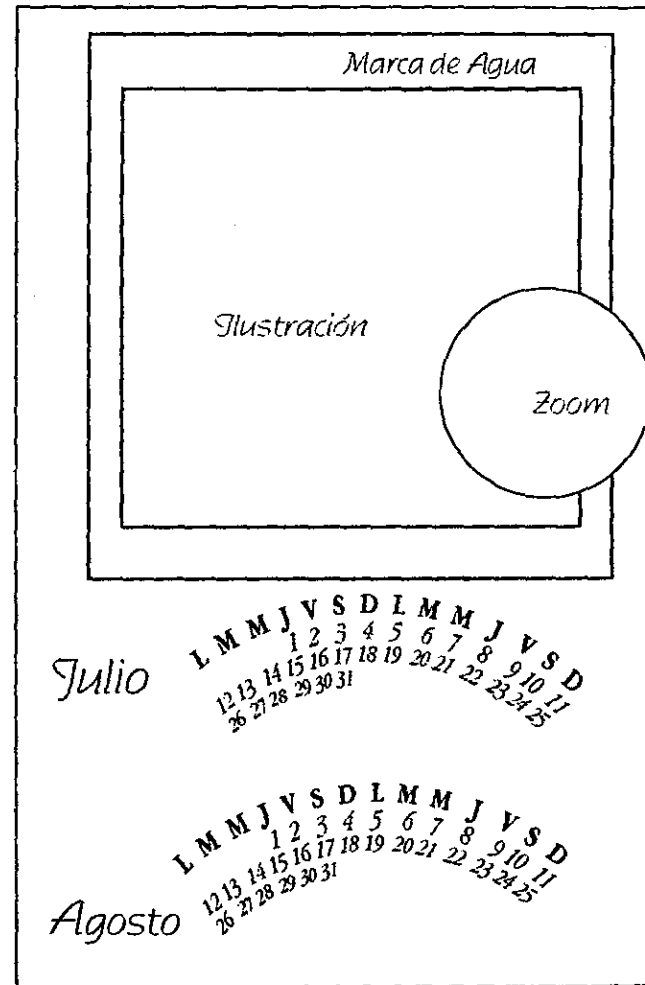 Marca de Agua
Ilustración
Zoom
Julio
L M M J V S D L M M J V S D
1 2 3 4 5 6 7 8 9 10 11
12 13 14 15 16 17 18 19 20 21 22 23 24 25
26 27 28 29 30 31
Agosto
L M M J V S D L M M J V S D
1 2 3 4 5 6 7 8 9 10 11
12 13 14 15 16 17 18 19 20 21 22 23 24 25
26 27 28 29 30 31